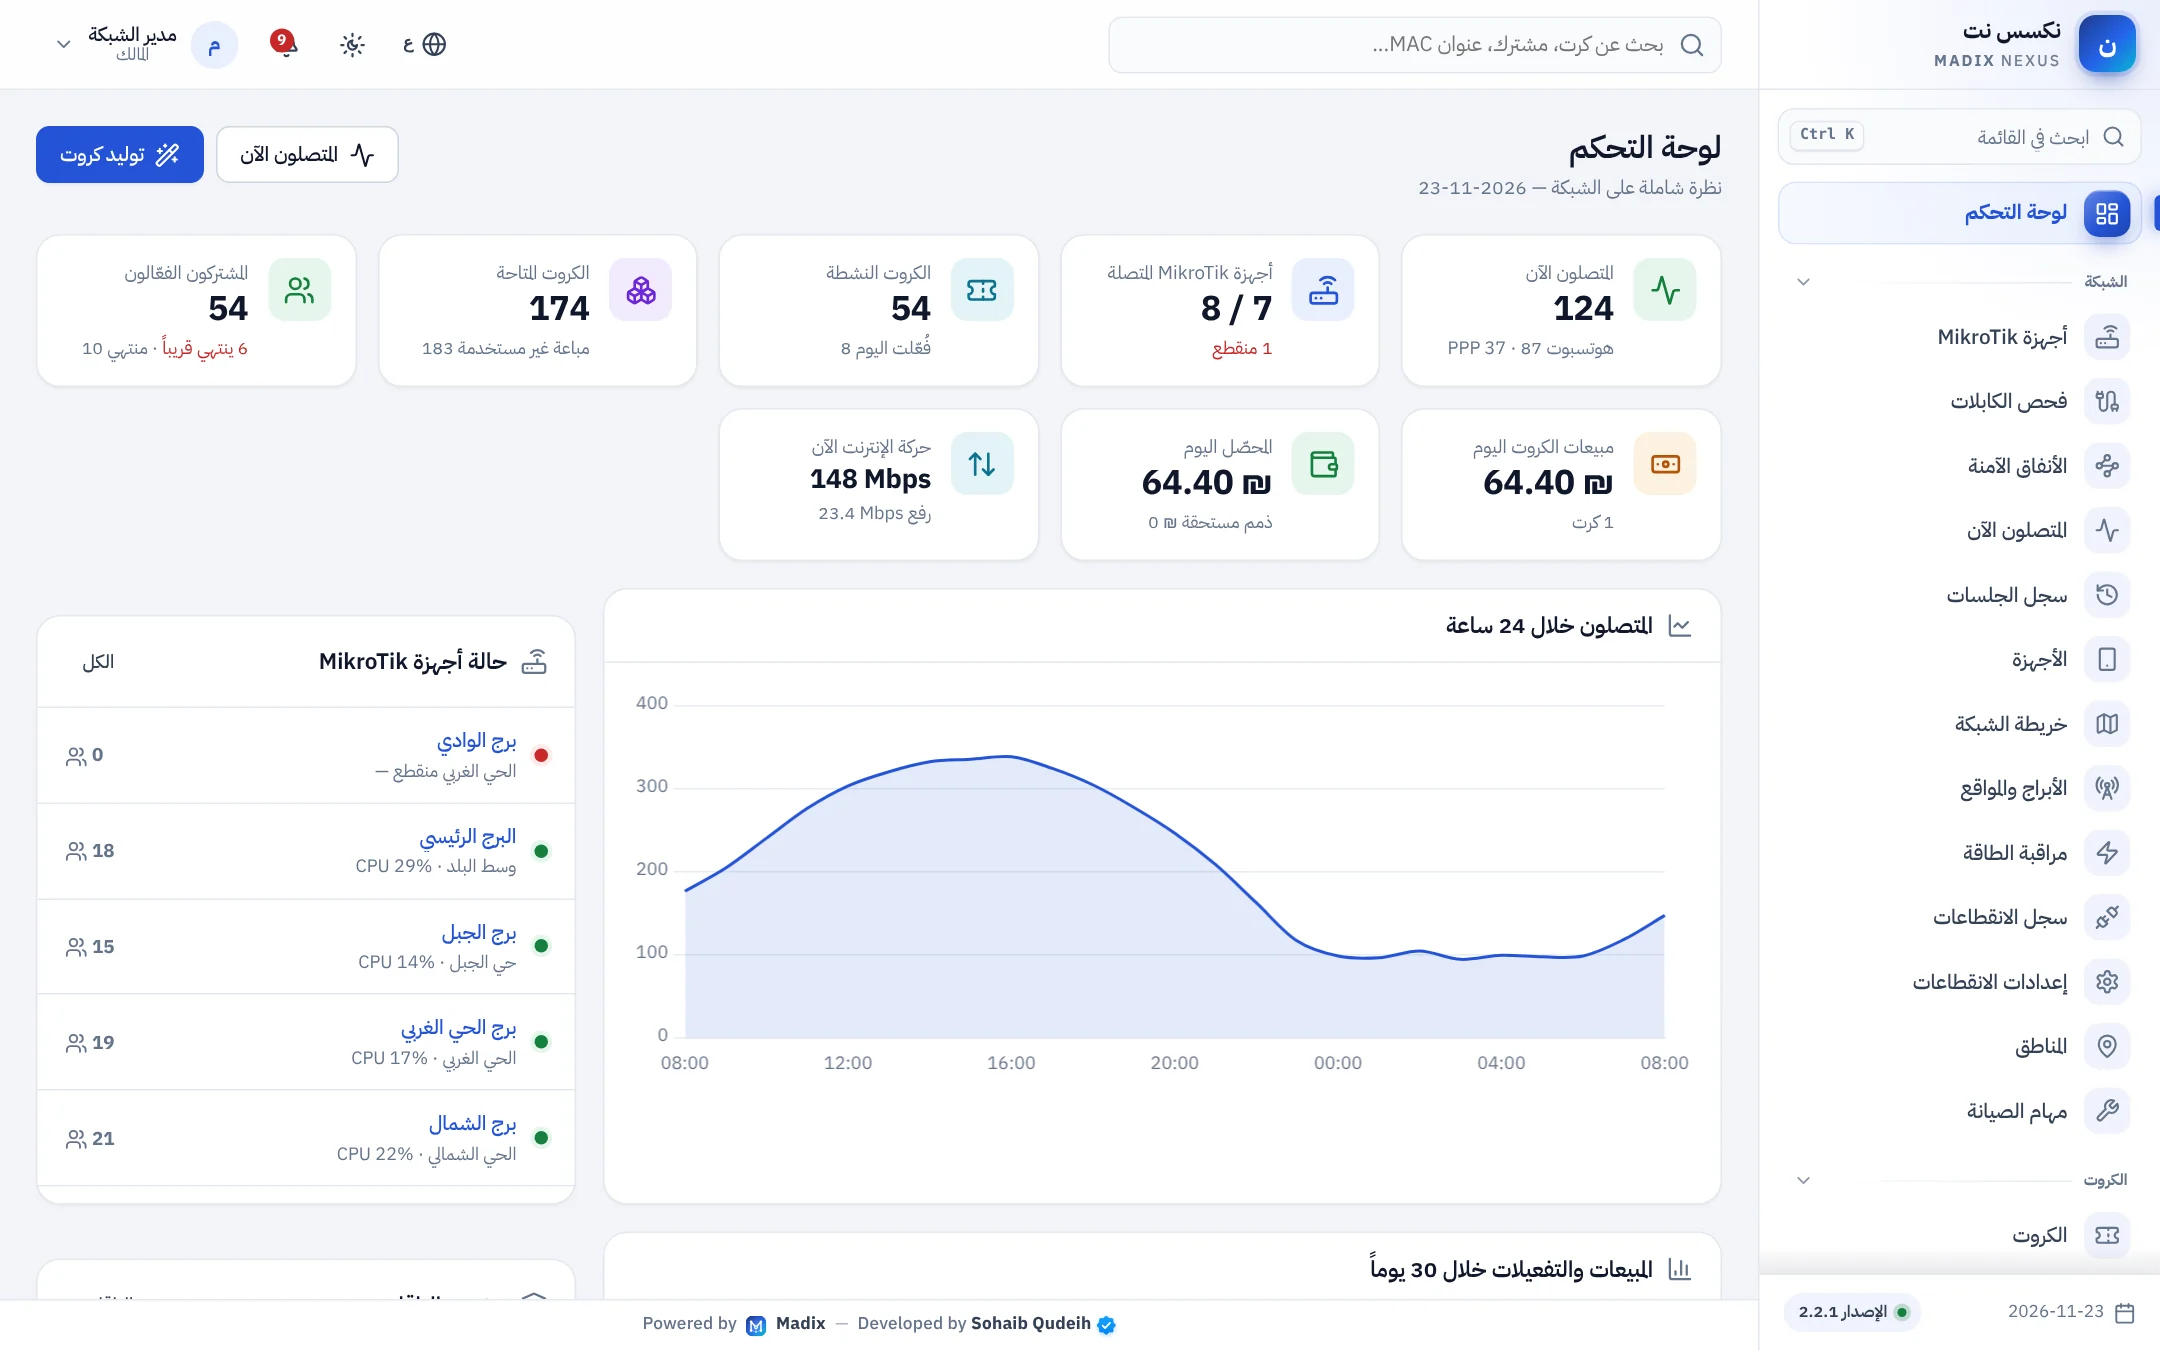 نكسس نت
MADIX NEXUS
ابحث في القائمة
Ctrl K
لوحة التحكم
الشبكة
أجهزة MikroTik
فحص الكابلات
الأنفاق الآمنة
المتصلون الآن
سجل الجلسات
الأجهزة
خريطة الشبكة
الأبراج والمواقع
مراقبة الطاقة
سجل الانقطاعات
إعدادات الانقطاعات
المناطق
مهام الصيانة
الكروت
الكروت
2026-11-23
الإصدار 2.2.1
بحث عن كرت، مشترك، عنوان MAC...
ع
9
م
مدير الشبكة
المالك
لوحة التحكم
نظرة شاملة على الشبكة — 2026-11-23
المتصلون الآن
توليد كروت
المتصلون الآن
124
هوتسبوت 87 · PPP 37
أجهزة MikroTik المتصلة
8 / 7
1 منقطع
الكروت النشطة
54
فُعّلت اليوم 8
الكروت المتاحة
174
مباعة غير مستخدمة 183
المشتركون الفعّالون
54
6 ينتهي قريباً · منتهي 10
مبيعات الكروت اليوم
64.40 ₪
1 كرت
المحصّل اليوم
64.40 ₪
ذمم مستحقة ₪ 0
حركة الإنترنت الآن
148 Mbps
رفع 23.4 Mbps
المتصلون خلال 24 ساعة
400
300
200
100
0
08:00 12:00 16:00 20:00 00:00 04:00 08:00
حالة أجهزة MikroTik
الكل
برج الوادي
الحي الغربي منقطع —
0
البرج الرئيسي
وسط البلد · CPU 29%
18
برج الجبل
حي الجبل · CPU 14%
15
برج الحي الغربي
الحي الغربي · CPU 17%
19
برج الشمال
الحي الشمالي · CPU 22%
21
المبيعات والتفعيلات خلال 30 يوماً
Powered by Madix — Developed by Sohaib Qudeih